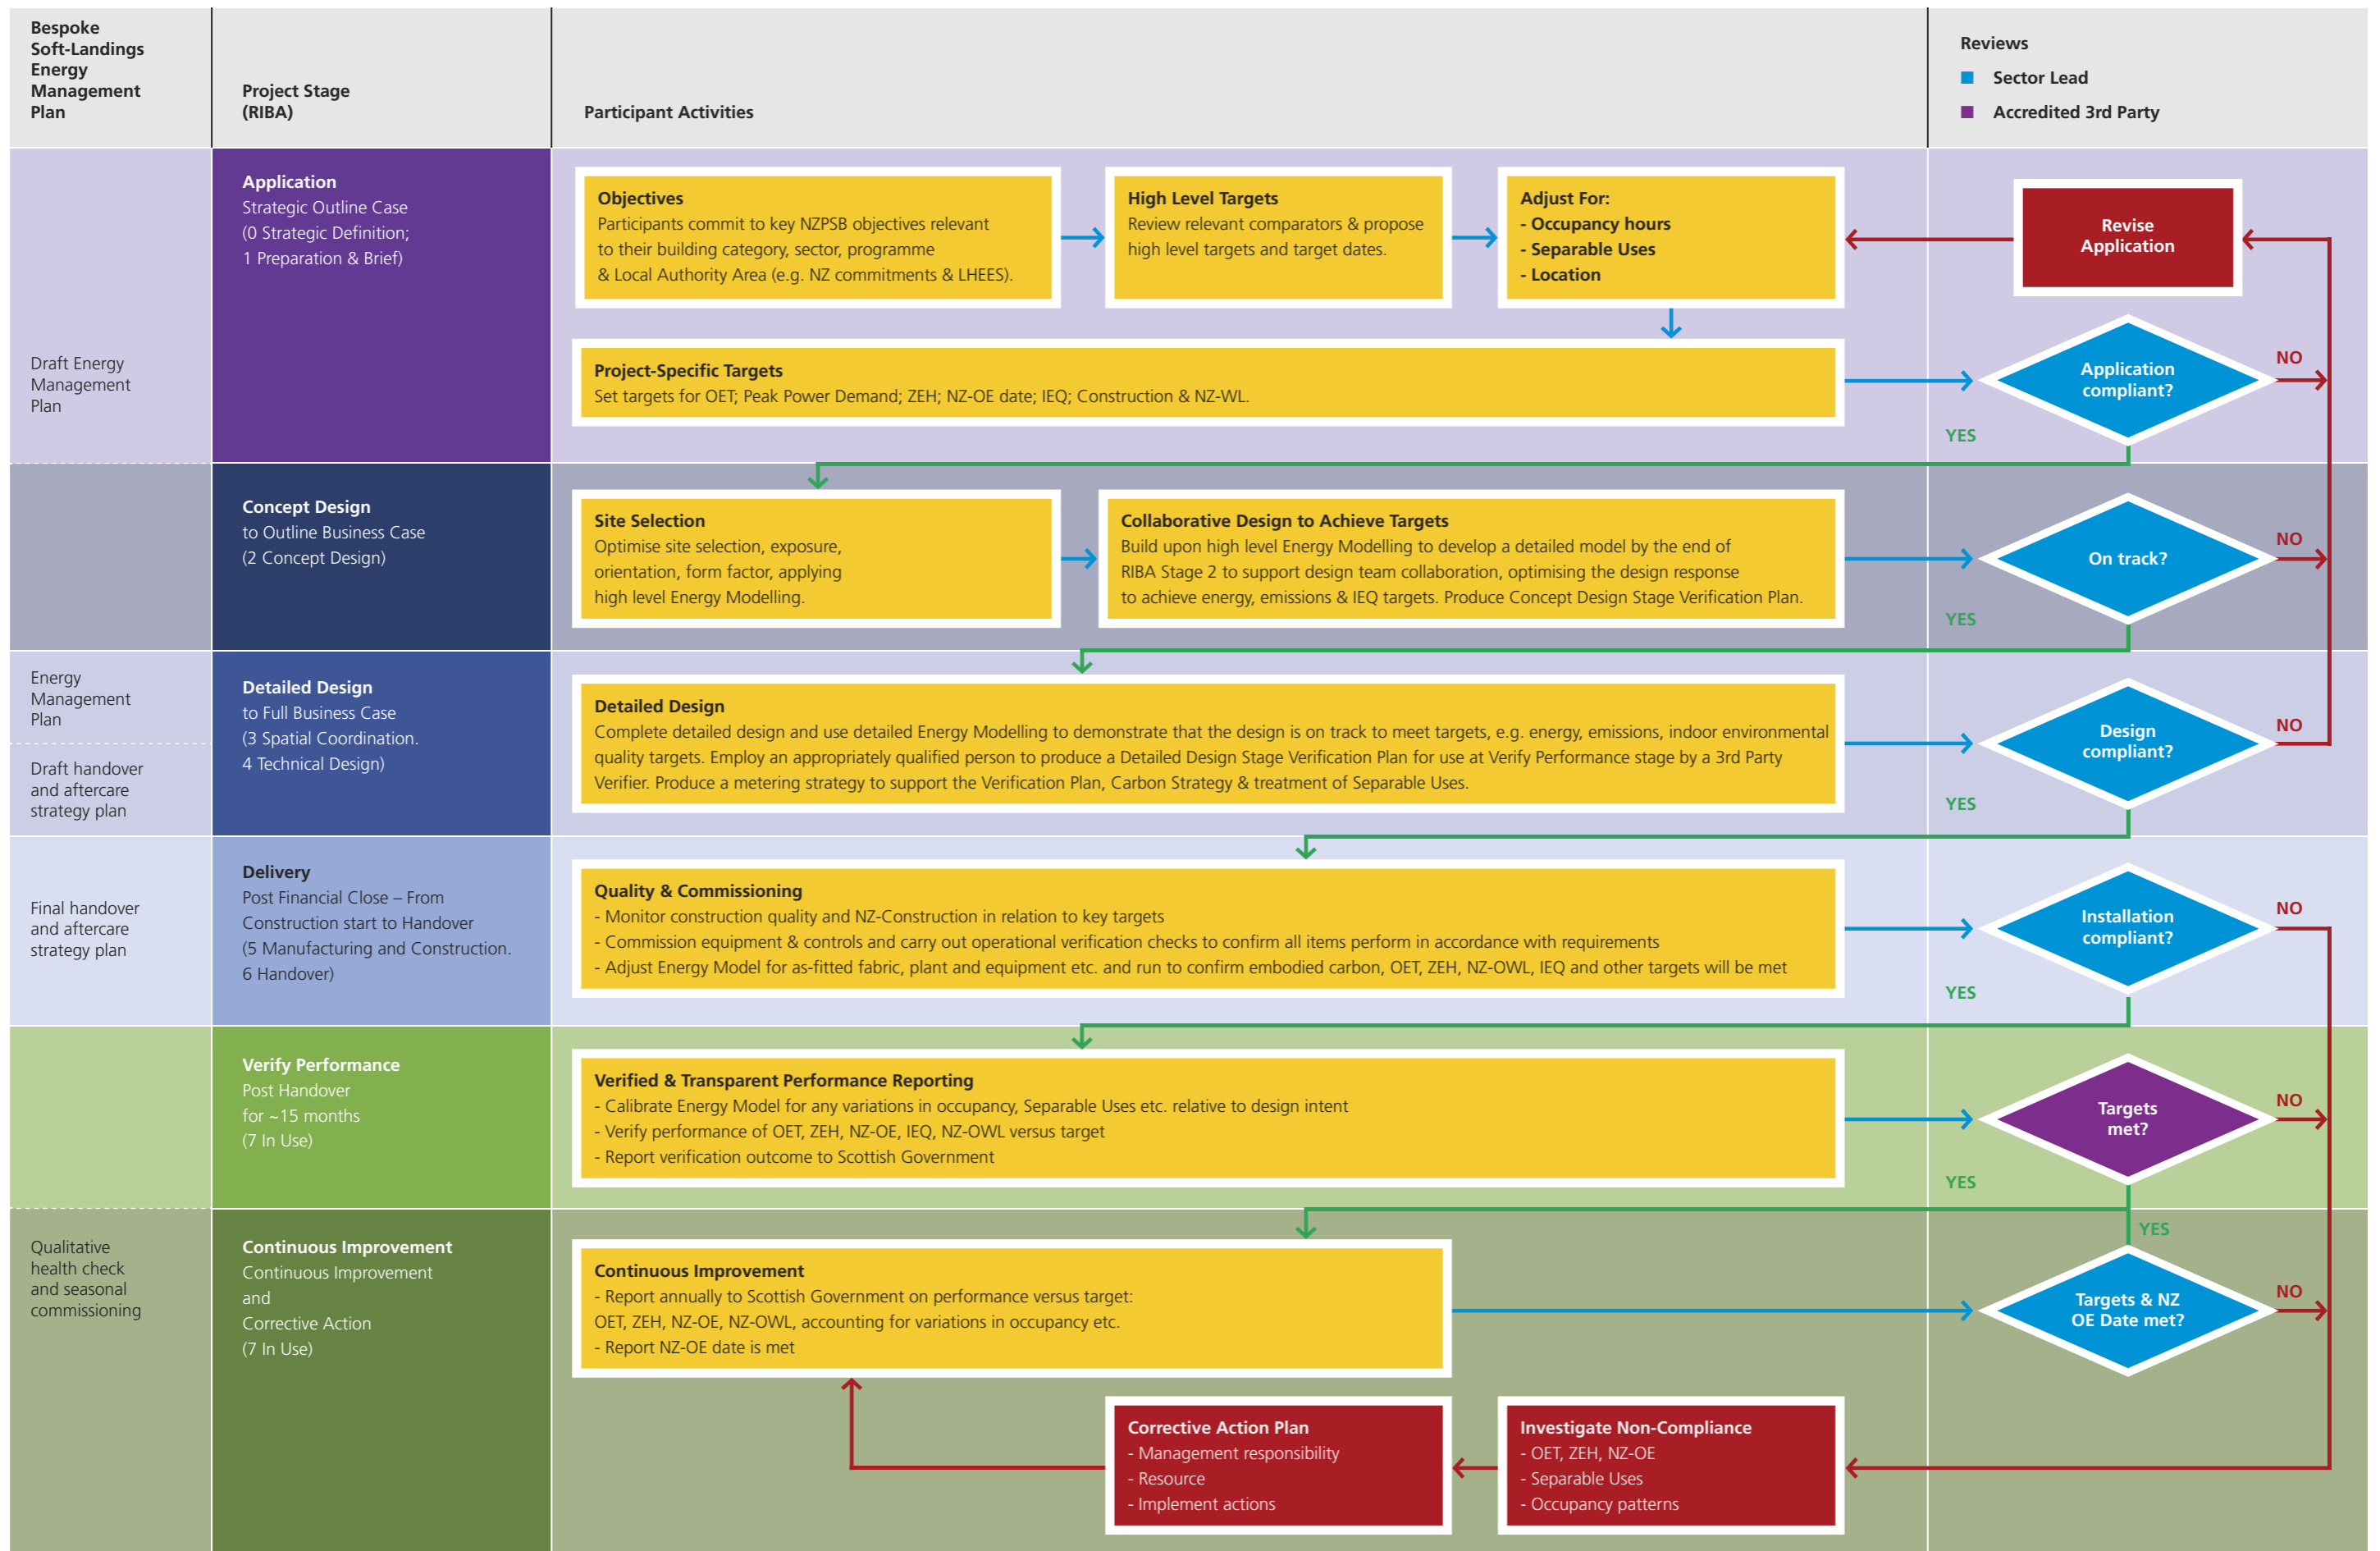 Bespoke
Soft-Landings
Energy
Management
Plan
Project Stage
(RIBA)
Participant Activities
Reviews
Sector Lead
Accredited 3rd Party
Draft Energy
Management
Plan
Application
Strategic Outline Case
(0 Strategic Definition;
1 Preparation & Brief)
Objectives
Participants commit to key NZPSB objectives relevant
to their building category, sector, programme
& Local Authority Area (e.g. NZ commitments & LHEES).
High Level Targets
Review relevant comparators & propose
high level targets and target dates.
Adjust For:
- Occupancy hours
- Separable Uses
- Location
Revise
Application
Project-Specific Targets
Set targets for OET; Peak Power Demand; ZEH; NZ-OE date; IEQ; Construction & NZ-WL.
Application
compliant?
NO
YES
Concept Design
to Outline Business Case
(2 Concept Design)
Site Selection
Optimise site selection, exposure,
orientation, form factor, applying
high level Energy Modelling.
Collaborative Design to Achieve Targets
Build upon high level Energy Modelling to develop a detailed model by the end of
RIBA Stage 2 to support design team collaboration, optimising the design response
to achieve energy, emissions & IEQ targets. Produce Concept Design Stage Verification Plan.
On track?
NO
YES
Energy
Management
Plan
Draft handover
and aftercare
strategy plan
Detailed Design
to Full Business Case
(3 Spatial Coordination.
4 Technical Design)
Detailed Design
Complete detailed design and use detailed Energy Modelling to demonstrate that the design is on track to meet targets, e.g. energy, emissions, indoor environmental
quality targets. Employ an appropriately qualified person to produce a Detailed Design Stage Verification Plan for use at Verify Performance stage by a 3rd Party
Verifier. Produce a metering strategy to support the Verification Plan, Carbon Strategy & treatment of Separable Uses.
Design
compliant?
NO
YES
Final handover
and aftercare
strategy plan
Delivery
Post Financial Close – From
Construction start to Handover
(5 Manufacturing and Construction.
6 Handover)
Quality & Commissioning
- Monitor construction quality and NZ-Construction in relation to key targets
- Commission equipment & controls and carry out operational verification checks to confirm all items perform in accordance with requirements
- Adjust Energy Model for as-fitted fabric, plant and equipment etc. and run to confirm embodied carbon, OET, ZEH, NZ-OWL, IEQ and other targets will be met
Installation
compliant?
NO
YES
Verify Performance
Post Handover
for ~15 months
(7 In Use)
Verified & Transparent Performance Reporting
- Calibrate Energy Model for any variations in occupancy, Separable Uses etc. relative to design intent
- Verify performance of OET, ZEH, NZ-OE, IEQ, NZ-OWL versus target
- Report verification outcome to Scottish Government
Targets
met?
NO
YES
Qualitative
health check
and seasonal
commissioning
Continuous Improvement
Continuous Improvement
and
Corrective Action
(7 In Use)
Continuous Improvement
- Report annually to Scottish Government on performance versus target:
OET, ZEH, NZ-OE, NZ-OWL, accounting for variations in occupancy etc.
- Report NZ-OE date is met
YES
Targets & NZ
OE Date met?
NO
Corrective Action Plan
- Management responsibility
- Resource
- Implement actions
Investigate Non-Compliance
- OET, ZEH, NZ-OE
- Separable Uses
- Occupancy patterns